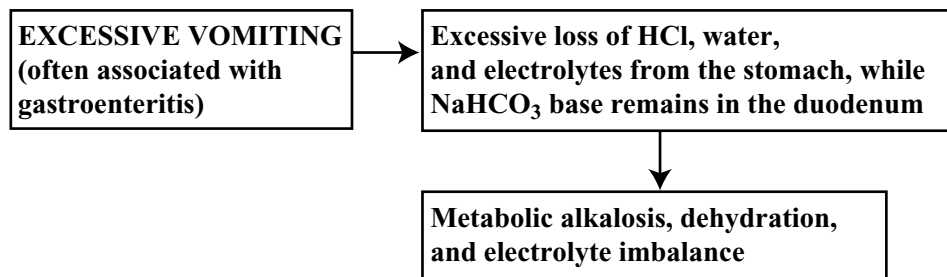 EXCESSIVE VOMITING
(often associated with
gastroenteritis)
Excessive loss of HCl, water,
and electrolytes from the stomach, while
NaHCO₃ base remains in the duodenum
Metabolic alkalosis, dehydration,
and electrolyte imbalance